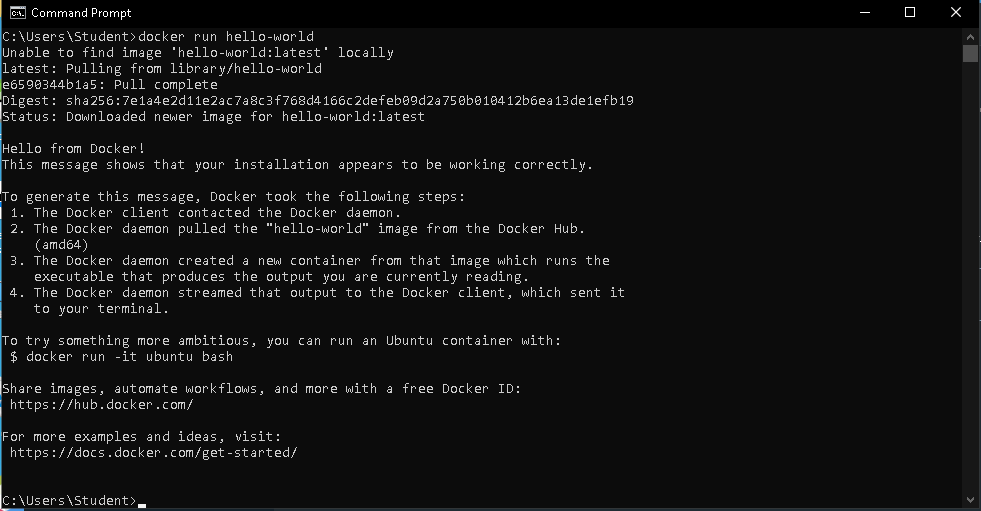 Command Prompt
C:\Users\Student>docker run hello-world
Unable to find image 'hello-world:latest' locally
latest: Pulling from library/hello-world
e6590344b1a5: Pull complete
Digest: sha256:7e1a4e2d11e2ac7a8c3f768d4166c2defeb09d2a750b010412b6ea13de1efb19
Status: Downloaded newer image for hello-world:latest

Hello from Docker!
This message shows that your installation appears to be working correctly.

To generate this message, Docker took the following steps:
 1. The Docker client contacted the Docker daemon.
 2. The Docker daemon pulled the "hello-world" image from the Docker Hub.
    (amd64)
 3. The Docker daemon created a new container from that image which runs the
    executable that produces the output you are currently reading.
 4. The Docker daemon streamed that output to the Docker client, which sent it
    to your terminal.

To try something more ambitious, you can run an Ubuntu container with:
 $ docker run -it ubuntu bash

Share images, automate workflows, and more with a free Docker ID:
 https://hub.docker.com/

For more examples and ideas, visit:
 https://docs.docker.com/get-started/

C:\Users\Student>